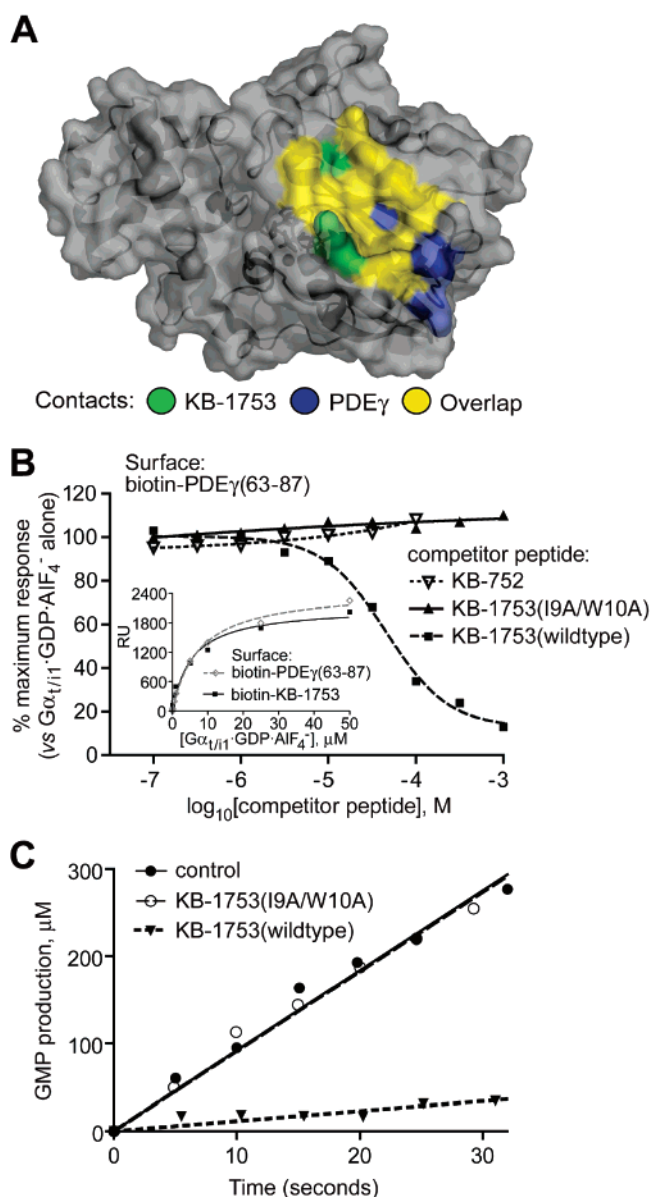 A
Contacts: KB-1753 PDEγ Overlap
B
Surface:
biotin-PDEγ(63-87)
% maximum response
(vs Gαt/i1·GDP·AlF4- alone)
120
100
80
60
40
20
0
competitor peptide:
KB-752
KB-1753(I9A/W10A)
KB-1753(wildtype)
RU
2400
1800
1200
600
0
Surface:
biotin-PDEγ(63-87)
biotin-KB-1753
0 10 20 30 40 50
[Gαt/i1·GDP·AlF4-], μM
-7 -6 -5 -4 -3
log10[competitor peptide], M
C
control
KB-1753(I9A/W10A)
KB-1753(wildtype)
GMP production, μM
300
200
100
0
0 10 20 30
Time (seconds)